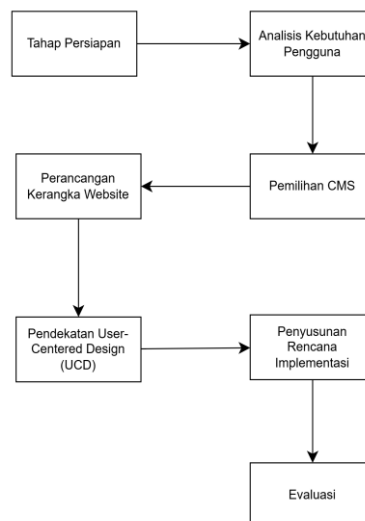 Tahap Persiapan
Analisis Kebutuhan
Pengguna
Perancangan
Kerangka Website
Pemilihan CMS
Pendekatan User-
Centered Design
(UCD)
Penyusunan
Rencana
Implementasi
Evaluasi